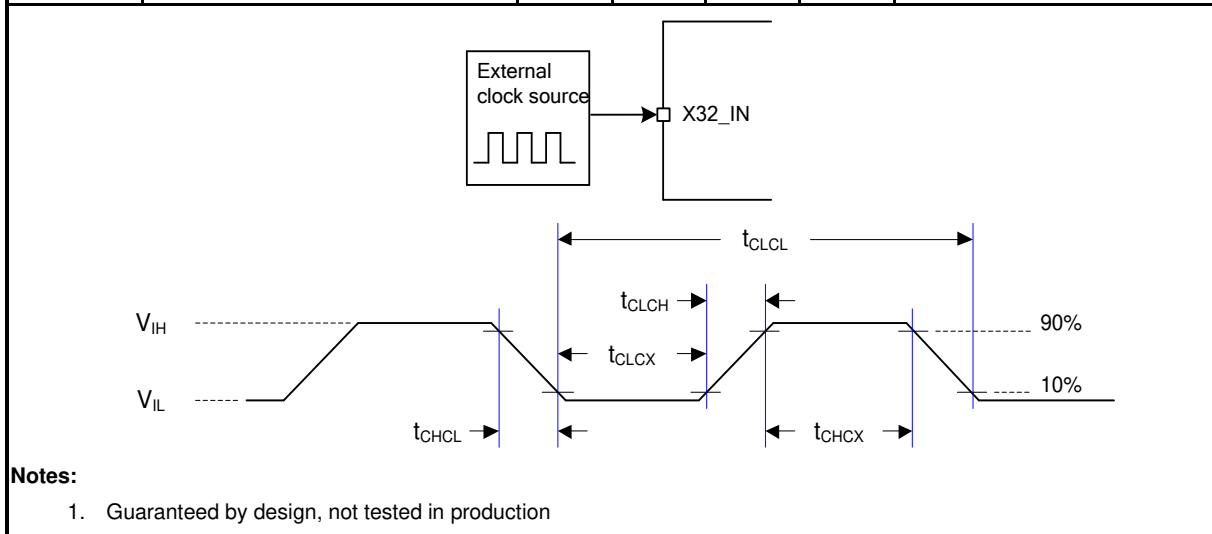 External
clock source
X32_IN
tCLCL
tCLCH
VIH
90%
tCLCX
VIL
10%
tCHCL
tCHCX
Notes:
1. Guaranteed by design, not tested in production